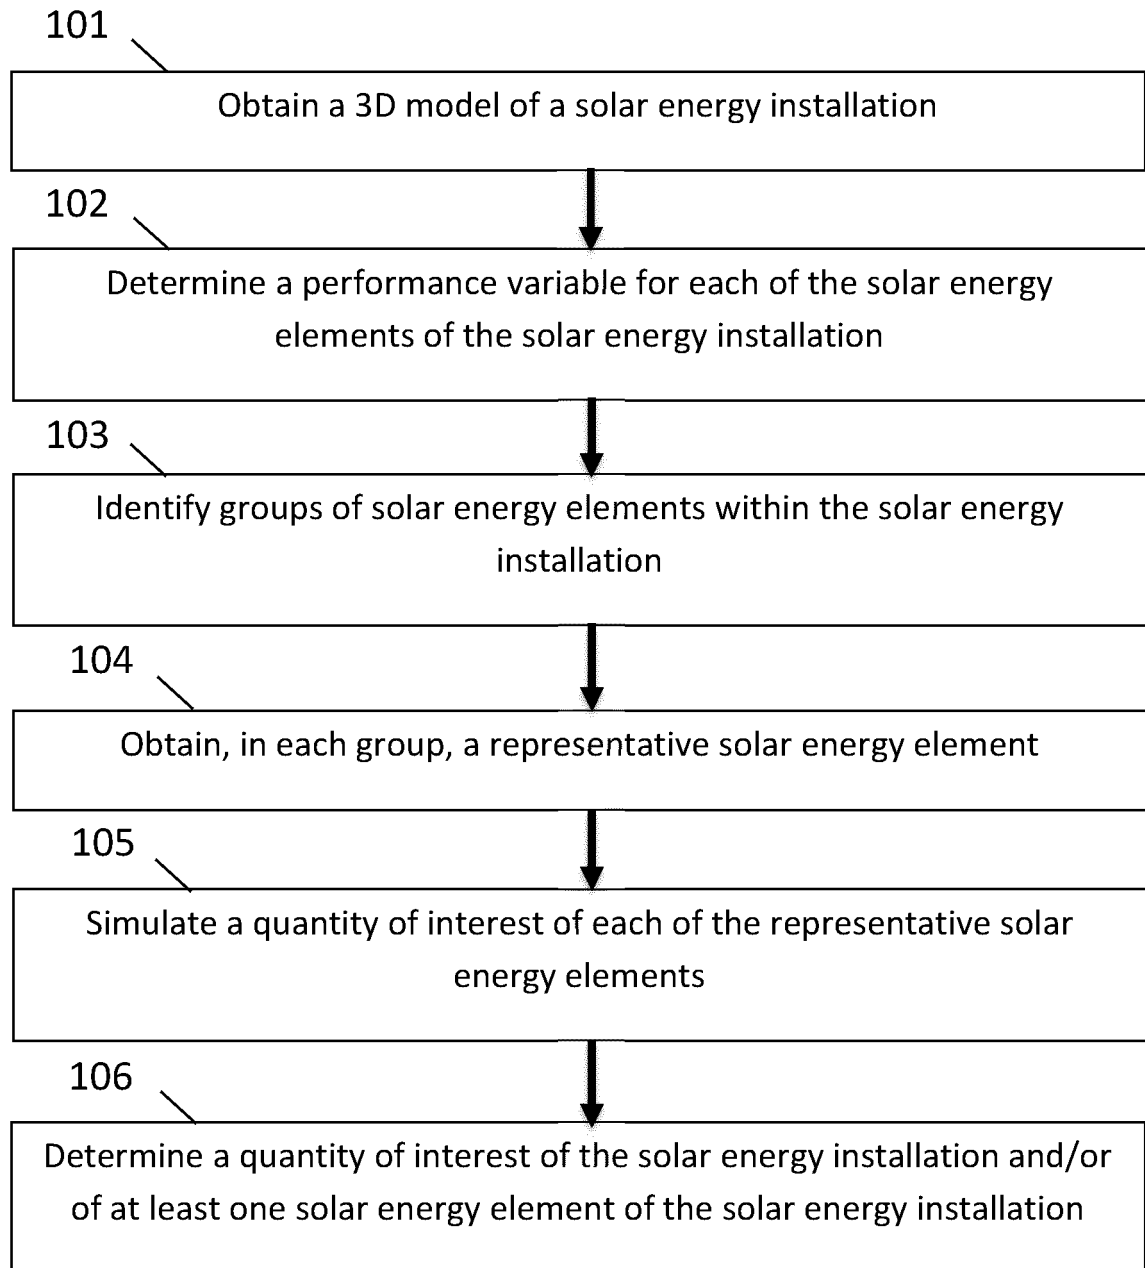 101
Obtain a 3D model of a solar energy installation
102
Determine a performance variable for each of the solar energy
elements of the solar energy installation
103
Identify groups of solar energy elements within the solar energy
installation
104
Obtain, in each group, a representative solar energy element
105
Simulate a quantity of interest of each of the representative solar
energy elements
106
Determine a quantity of interest of the solar energy installation and/or
of at least one solar energy element of the solar energy installation